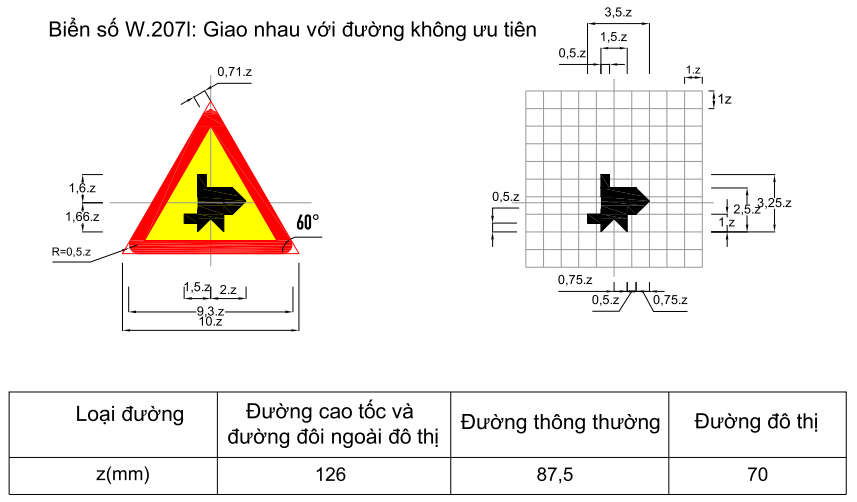 Biển số W.207l: Giao nhau với đường không ưu tiên
3,5.z
1,5.z
0,5.z
1.z
1z
0,71.z
1,6.z
1,66.z
60°
R=0,5.z
1,5.z
2.z
9,3.z
10.z
0,5.z
2,5.z
3,25.z
1.z
0,75.z
0,5.z
0,75.z
Loại đường
Đường cao tốc và
đường đôi ngoài đô thị
Đường thông thường
Đường đô thị
z(mm)
126
87,5
70